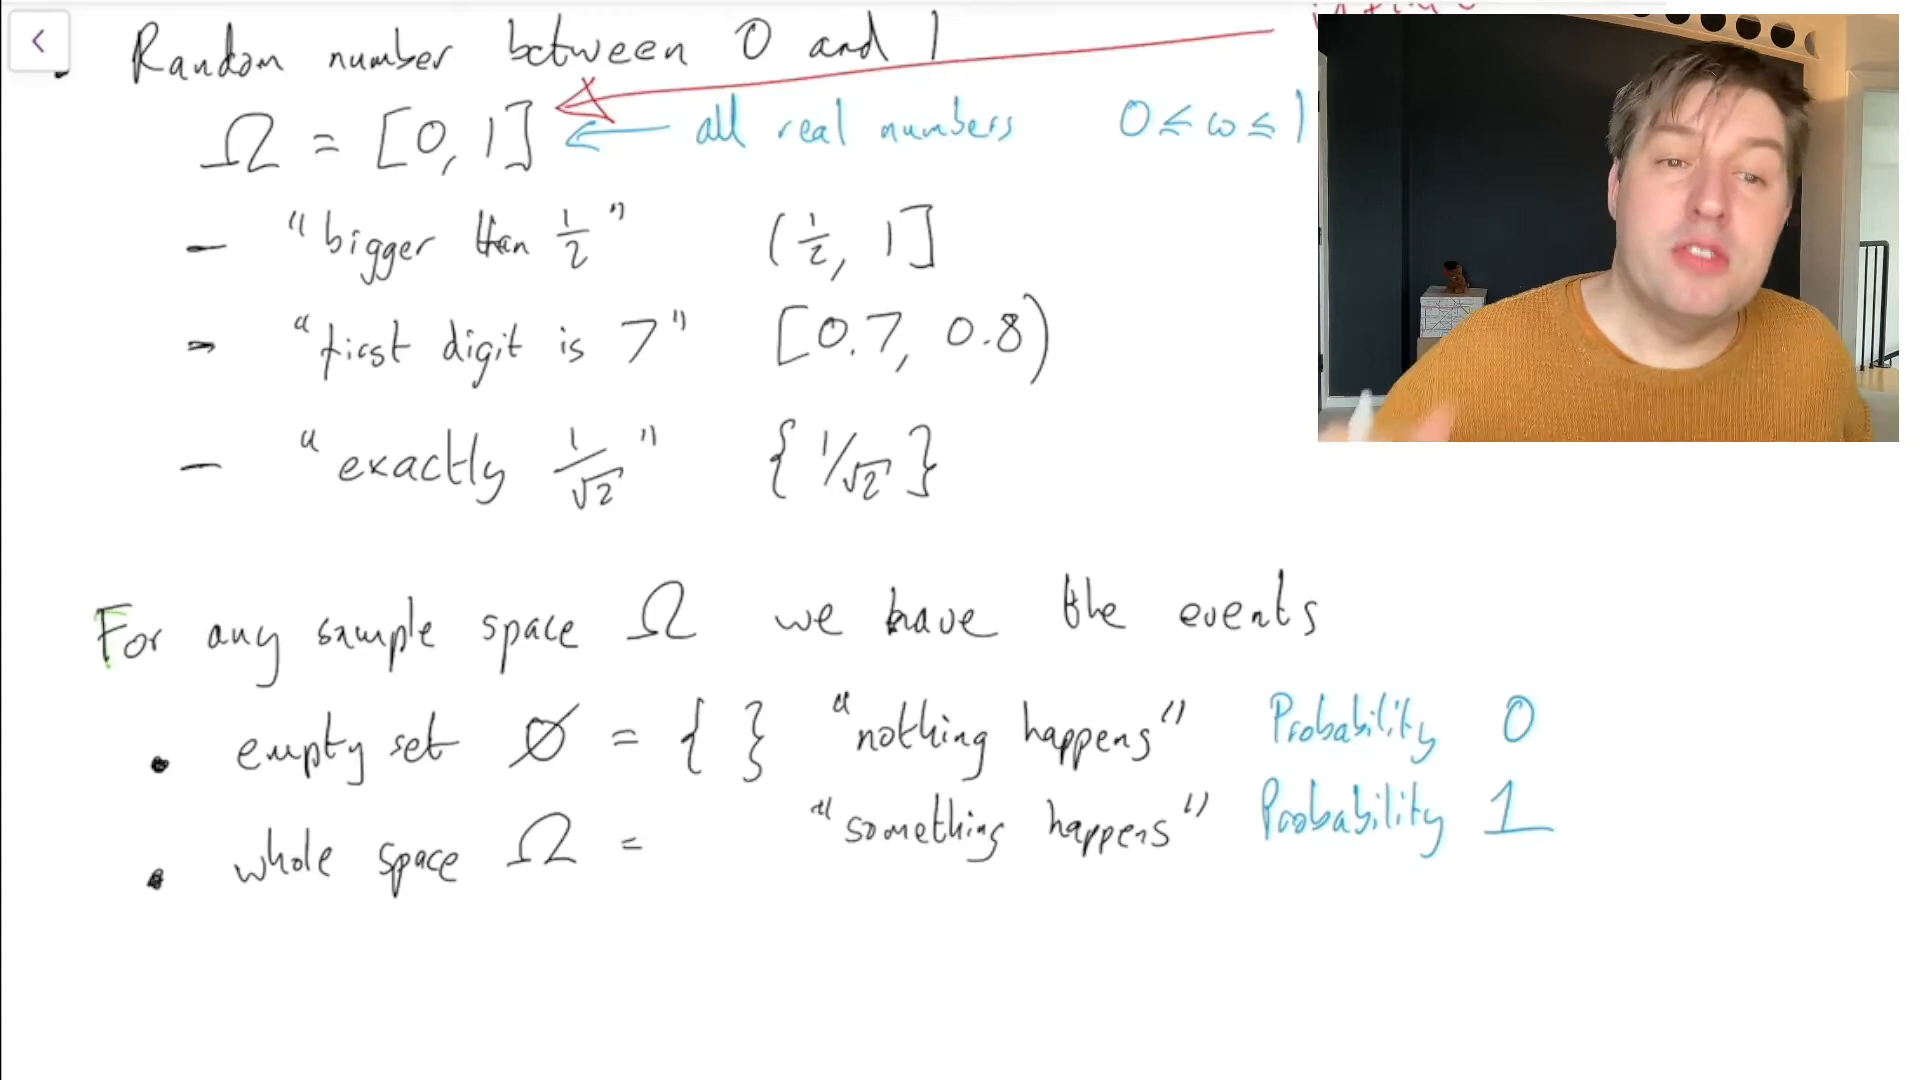 Random number between 0 and 1
Ω = [0, 1] all real numbers 0 ≤ ω ≤ 1
– "bigger than 1/2" (1/2, 1]
– "first digit is 7" [0.7, 0.8)
– "exactly 1/√2" {1/√2}
For any sample space Ω we have the events
• empty set ∅ = { } "nothing happens" Probability 0
• whole space Ω = "something happens" Probability 1